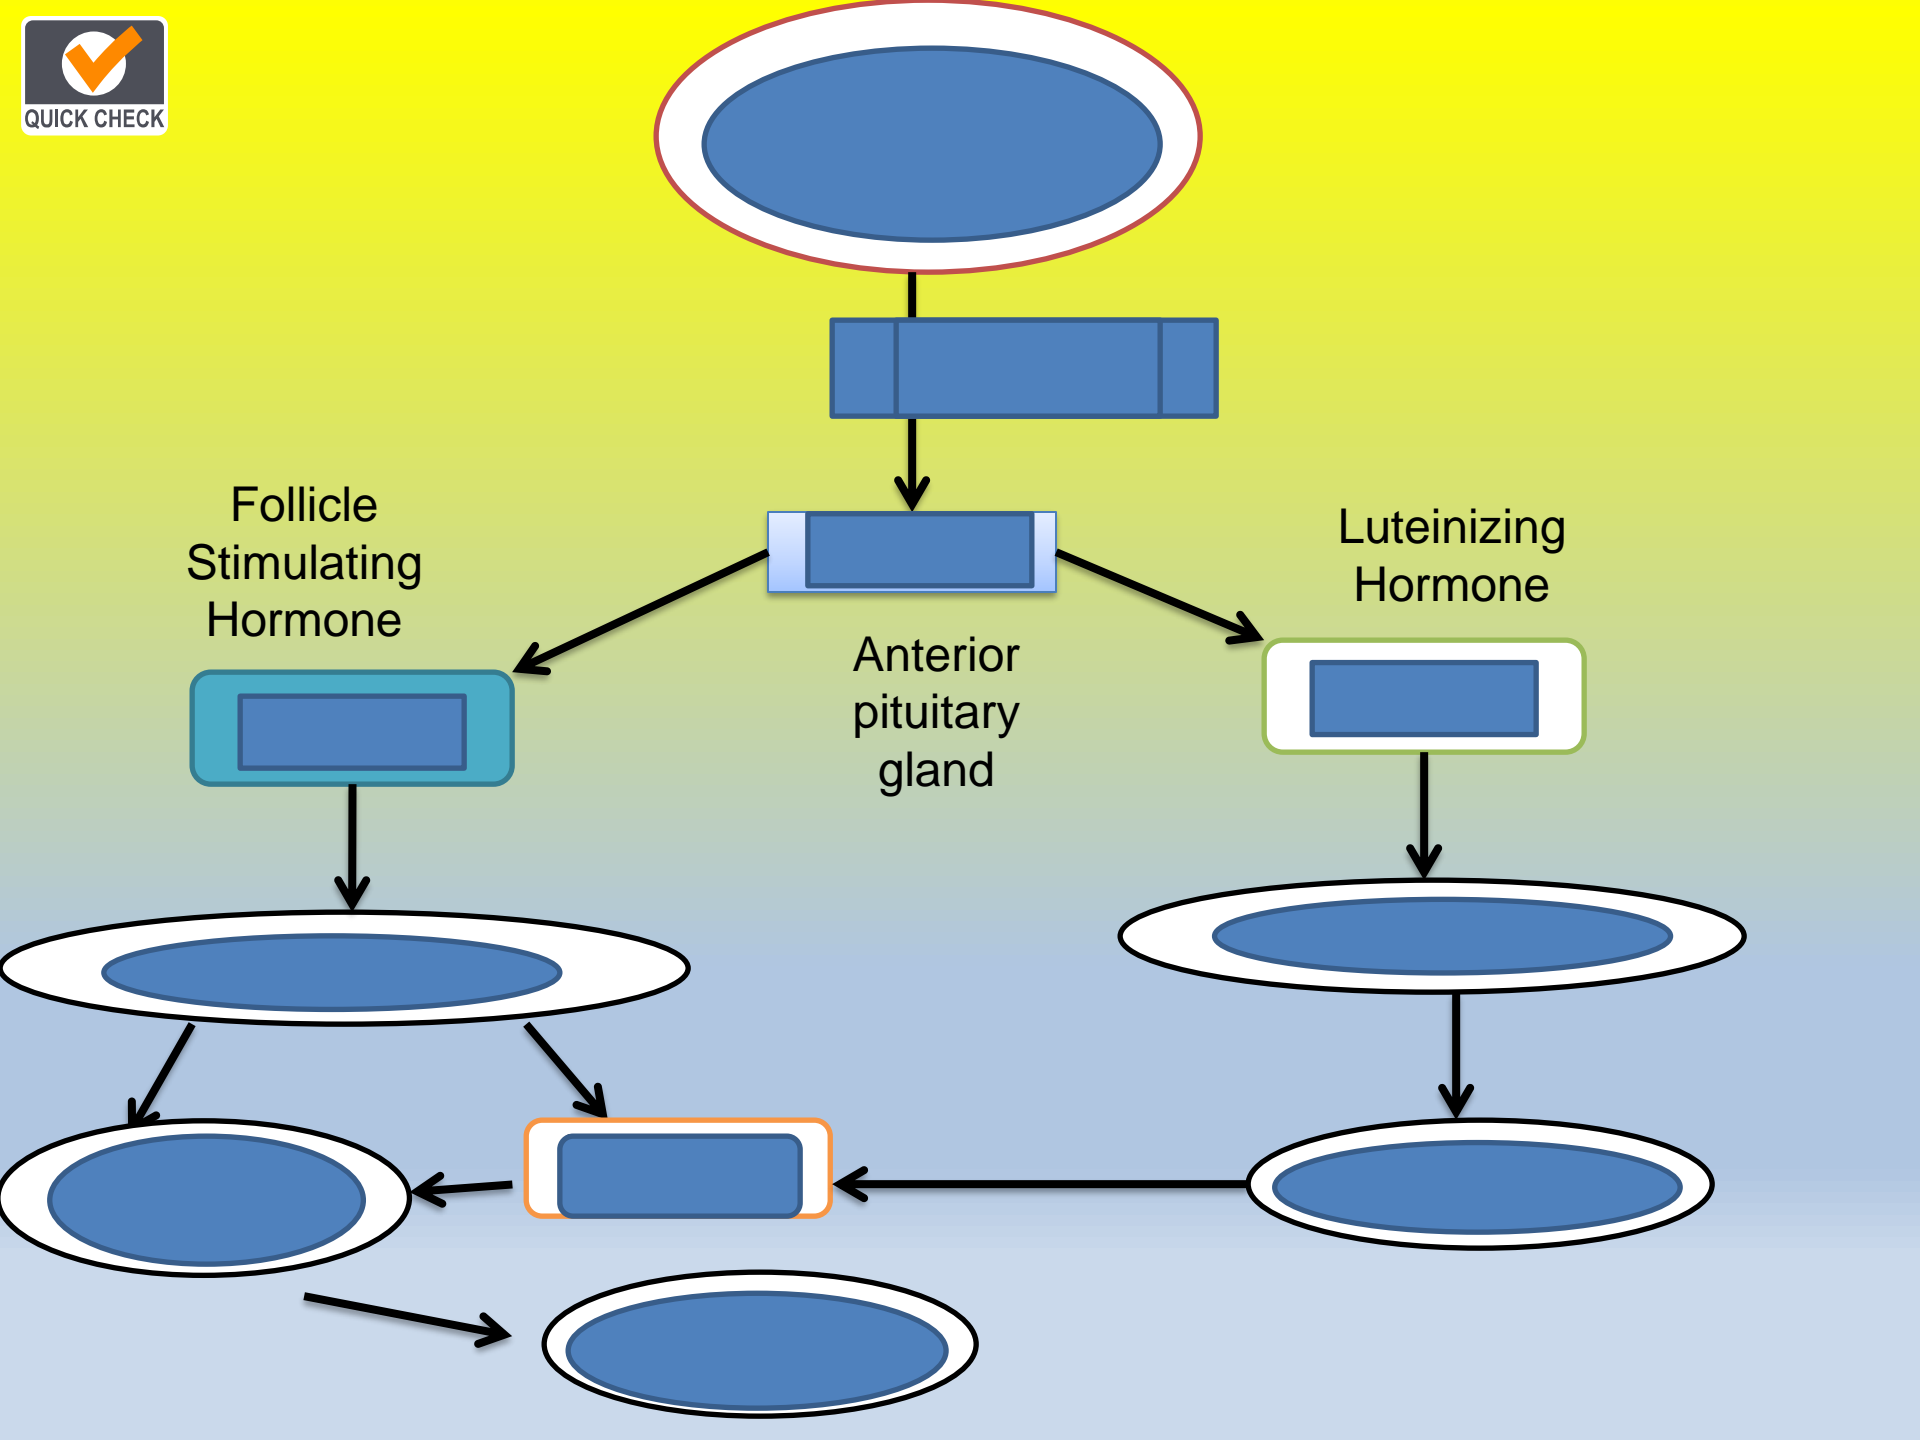 QUICK CHECK
Follicle
Stimulating
Hormone
Luteinizing
Hormone
Anterior
pituitary
gland